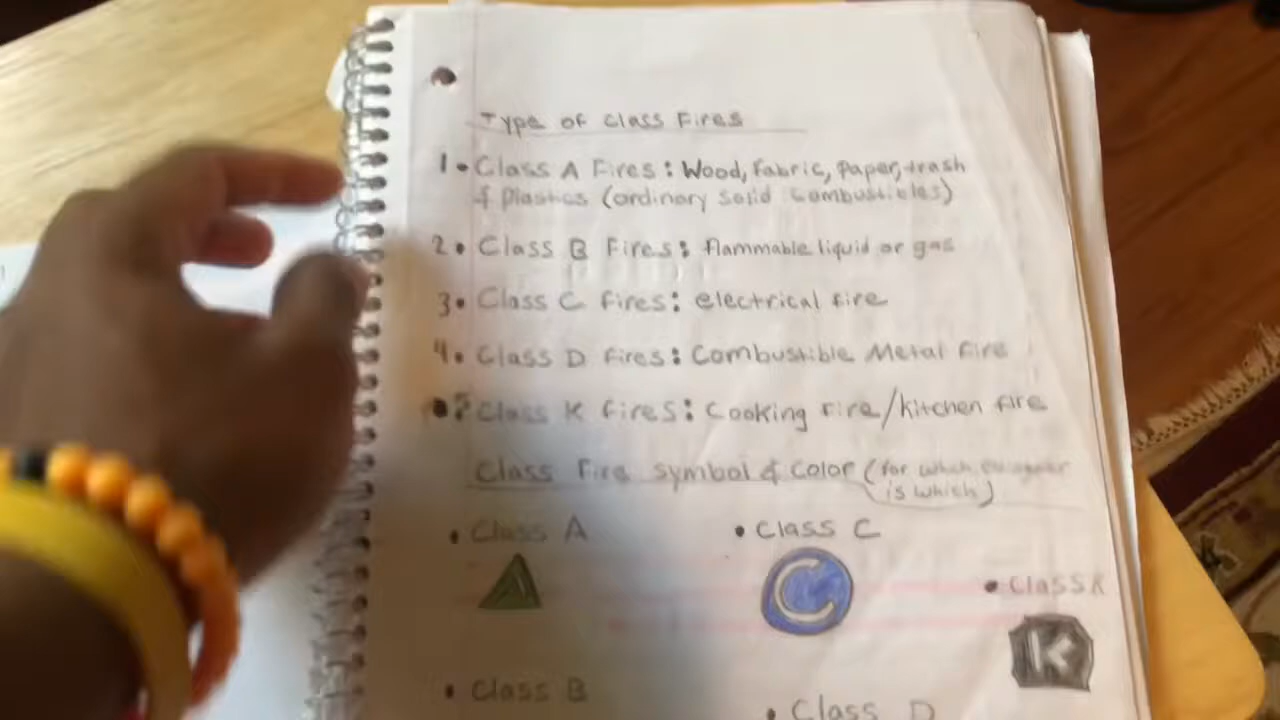 Type of Class Fires
1. Class A Fires: Wood, Fabric, Paper, trash
& Plastics (ordinary Solid Combustibles)
2. Class B Fires: flammable liquid or gas
3. Class C fires: electrical fire
4. Class D fires: Combustible Metal Fire
Class K fires: Cooking Fire/kitchen fire
Class Fire Symbol & Color (for which
is which)
• Class A
• Class C
A
C
• Class K
K
• Class B
• Class D